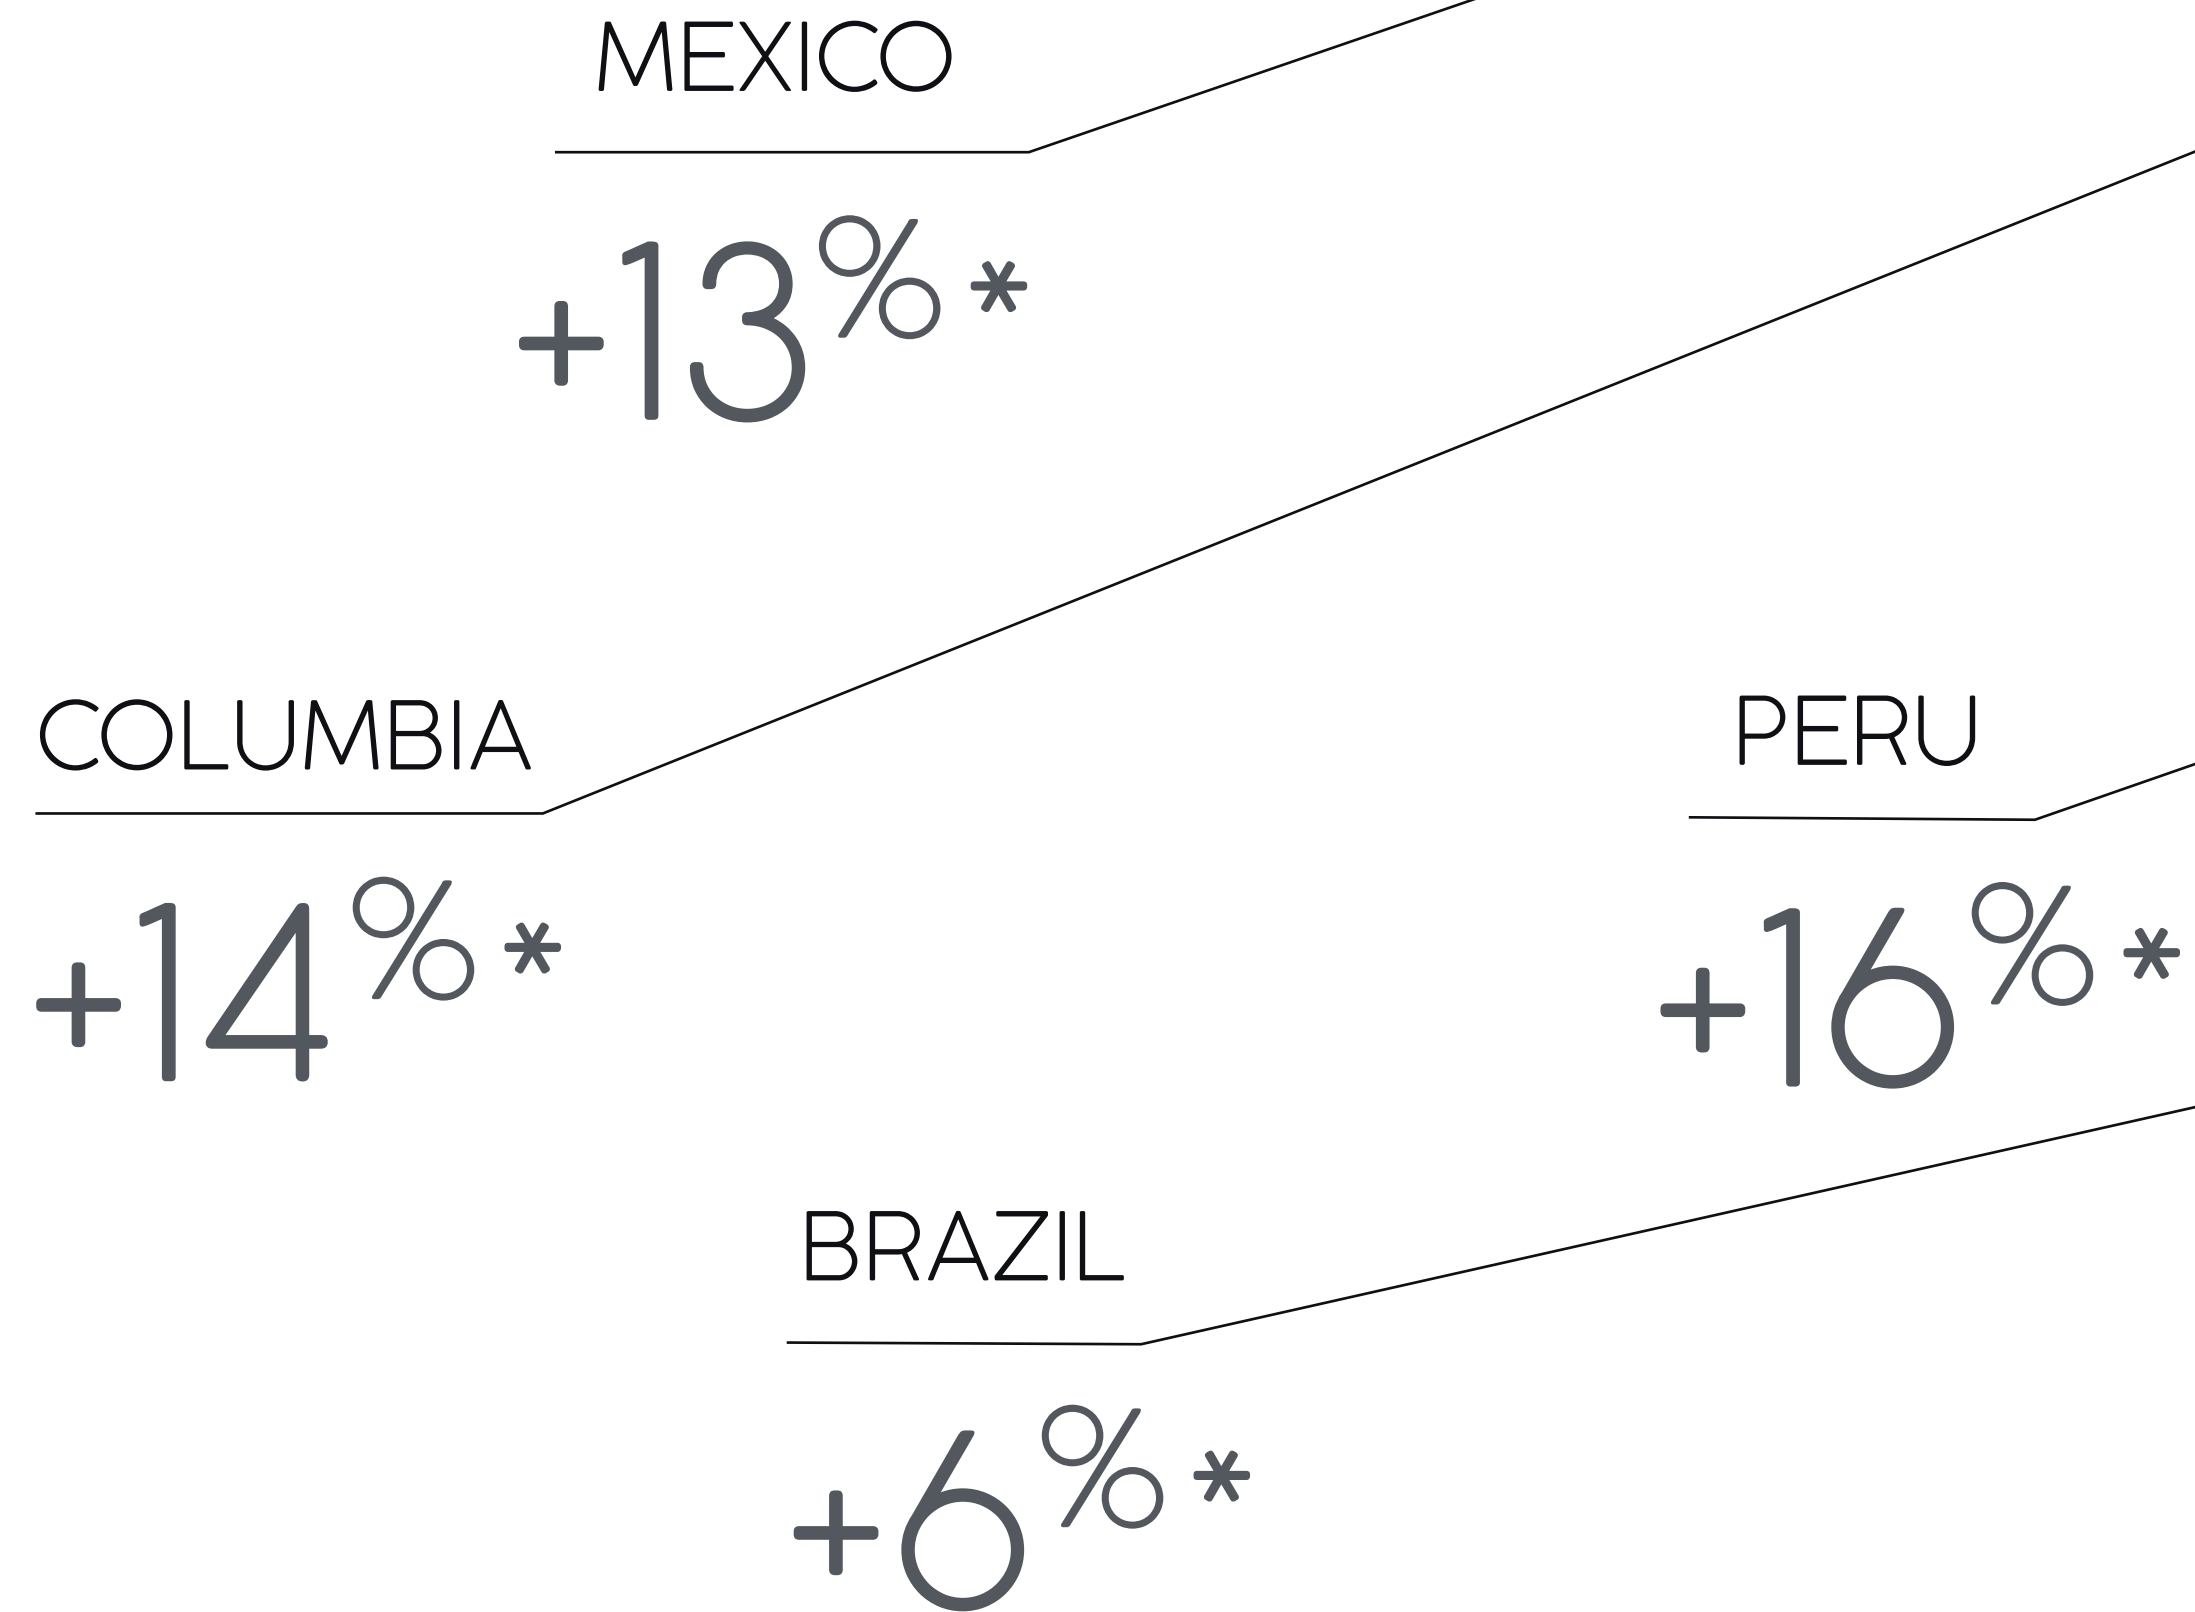 MEXICO
+13%*
COLUMBIA
+14%*
PERU
+16%*
BRAZIL
+6%*